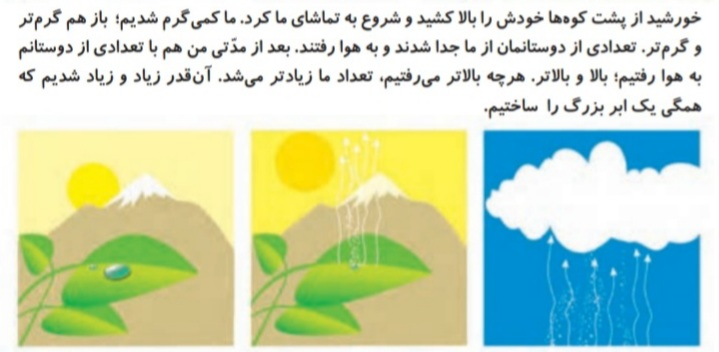 خورشید از پشت کوه‌ها خودش را بالا کشید و شروع به تماشای ما کرد. ما کمی گرم شدیم؛ باز هم گرم‌تر
و گرم‌تر. تعدادی از دوستانمان از ما جدا شدند و به هوا رفتند. بعد از مدّتی من هم با تعدادی از دوستانم
به هوا رفتیم؛ بالا و بالاتر. هرچه بالاتر می‌رفتیم، تعداد ما زیادتر می‌شد. آن‌قدر زیاد و زیاد شدیم که
همگی یک ابر بزرگ را ساختیم.